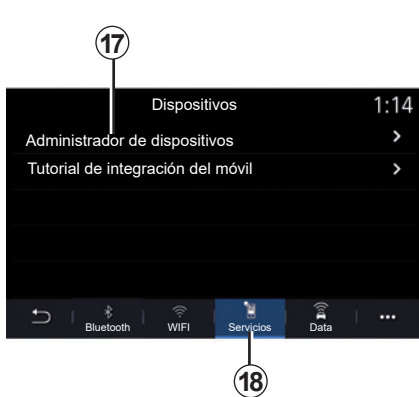 17
Dispositivos 1:14
Administrador de dispositivos
Tutorial de integración del móvil
Bluetooth WIFI Servicios Data
18